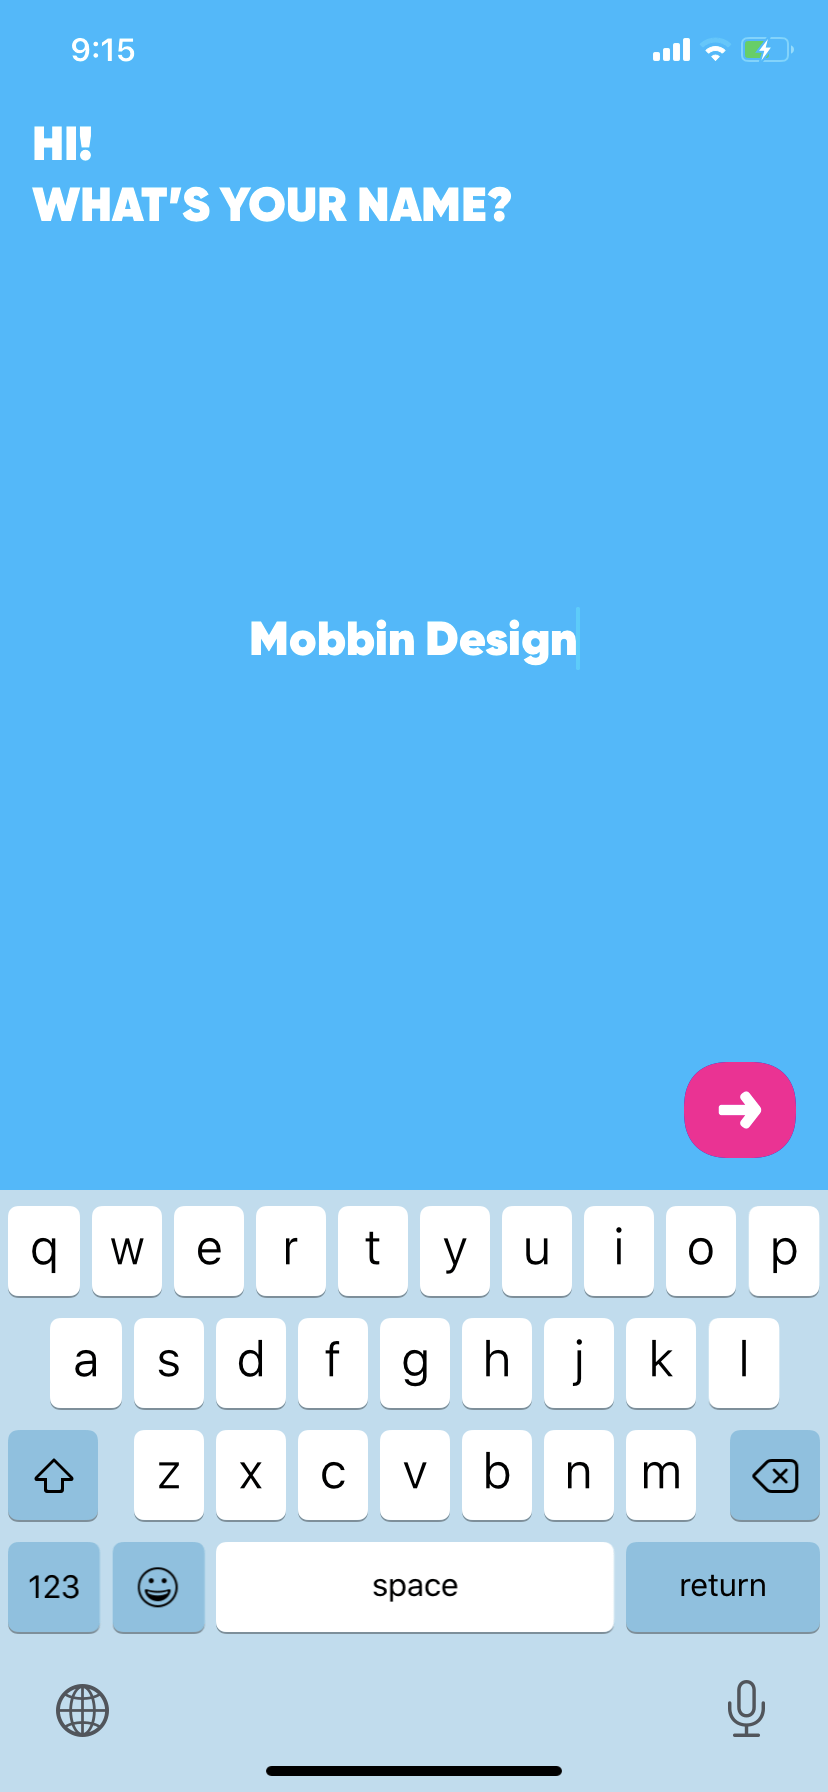 9:15
HI!
WHAT'S YOUR NAME?
Mobbin Design
q w e r t y u i o p
a s d f g h j k l
z x c v b n m
123 space return